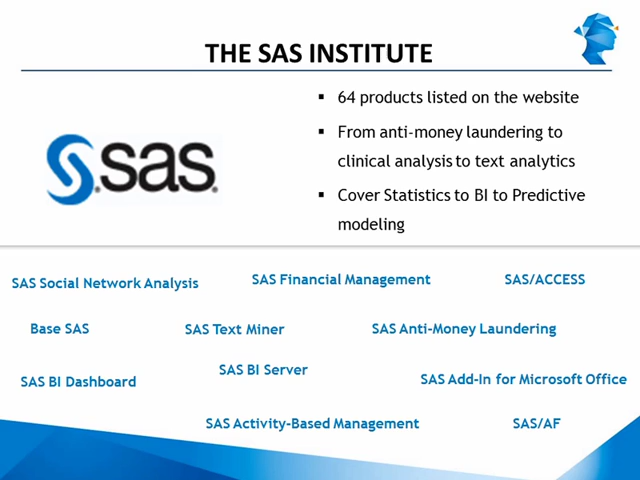 THE SAS INSTITUTE
▪ 64 products listed on the website
▪ From anti-money laundering to
clinical analysis to text analytics
▪ Cover Statistics to BI to Predictive
modeling
sas
SAS Social Network Analysis
SAS Financial Management
SAS/ACCESS
Base SAS
SAS Text Miner
SAS Anti-Money Laundering
SAS BI Dashboard
SAS BI Server
SAS Add-In for Microsoft Office
SAS Activity-Based Management
SAS/AF